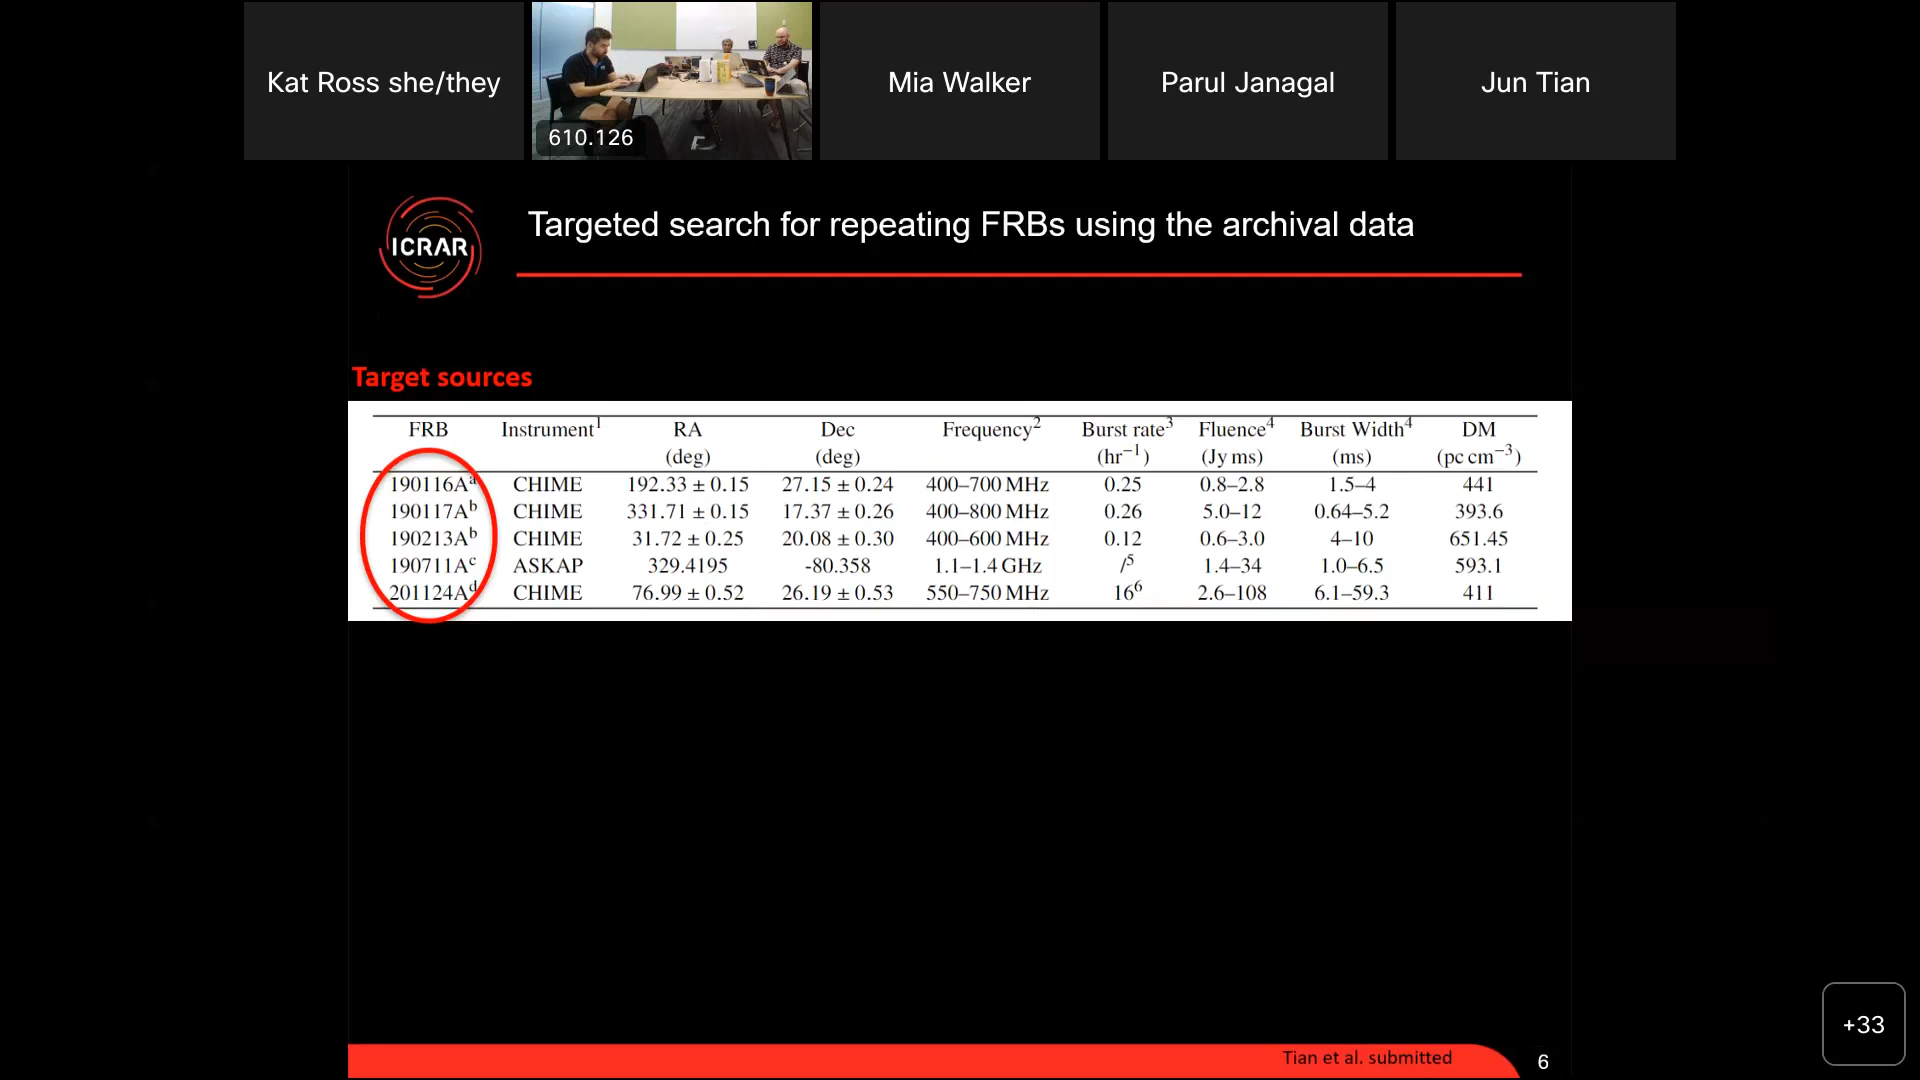 Kat Ross she/they
610.126
Mia Walker
Parul Janagal
Jun Tian
ICRAR
Targeted search for repeating FRBs using the archival data
Target sources
FRB Instrument¹ RA Dec Frequency² Burst rate³ Fluence⁴ Burst Width⁴ DM
(deg) (deg) (hr⁻¹) (Jy ms) (ms) (pc cm⁻³)
190116Aᵃ CHIME 192.33 ± 0.15 27.15 ± 0.24 400–700 MHz 0.25 0.8–2.8 1.5–4 441
190117Aᵇ CHIME 331.71 ± 0.15 17.37 ± 0.26 400–800 MHz 0.26 5.0–12 0.64–5.2 393.6
190213Aᵇ CHIME 31.72 ± 0.25 20.08 ± 0.30 400–600 MHz 0.12 0.6–3.0 4–10 651.45
190711Aᶜ ASKAP 329.4195 -80.358 1.1–1.4 GHz /⁵ 1.4–34 1.0–6.5 593.1
201124Aᵈ CHIME 76.99 ± 0.52 26.19 ± 0.53 550–750 MHz 16⁶ 2.6–108 6.1–59.3 411
+33
Tian et al. submitted
6